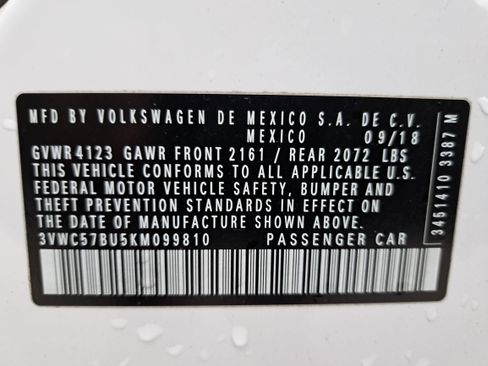 MFD BY VOLKSWAGEN DE MEXICO S.A. DE C.V.
MEXICO 09/18
GVWR 4123 GAWR FRONT 2161 / REAR 2072 LBS
THIS VEHICLE CONFORMS TO ALL APPLICABLE U.S.
FEDERAL MOTOR VEHICLE SAFETY, BUMPER AND
THEFT PREVENTION STANDARDS IN EFFECT ON
THE DATE OF MANUFACTURE SHOWN ABOVE.
3VWC57BU5KM099810 PASSENGER CAR
3451410 3387 M